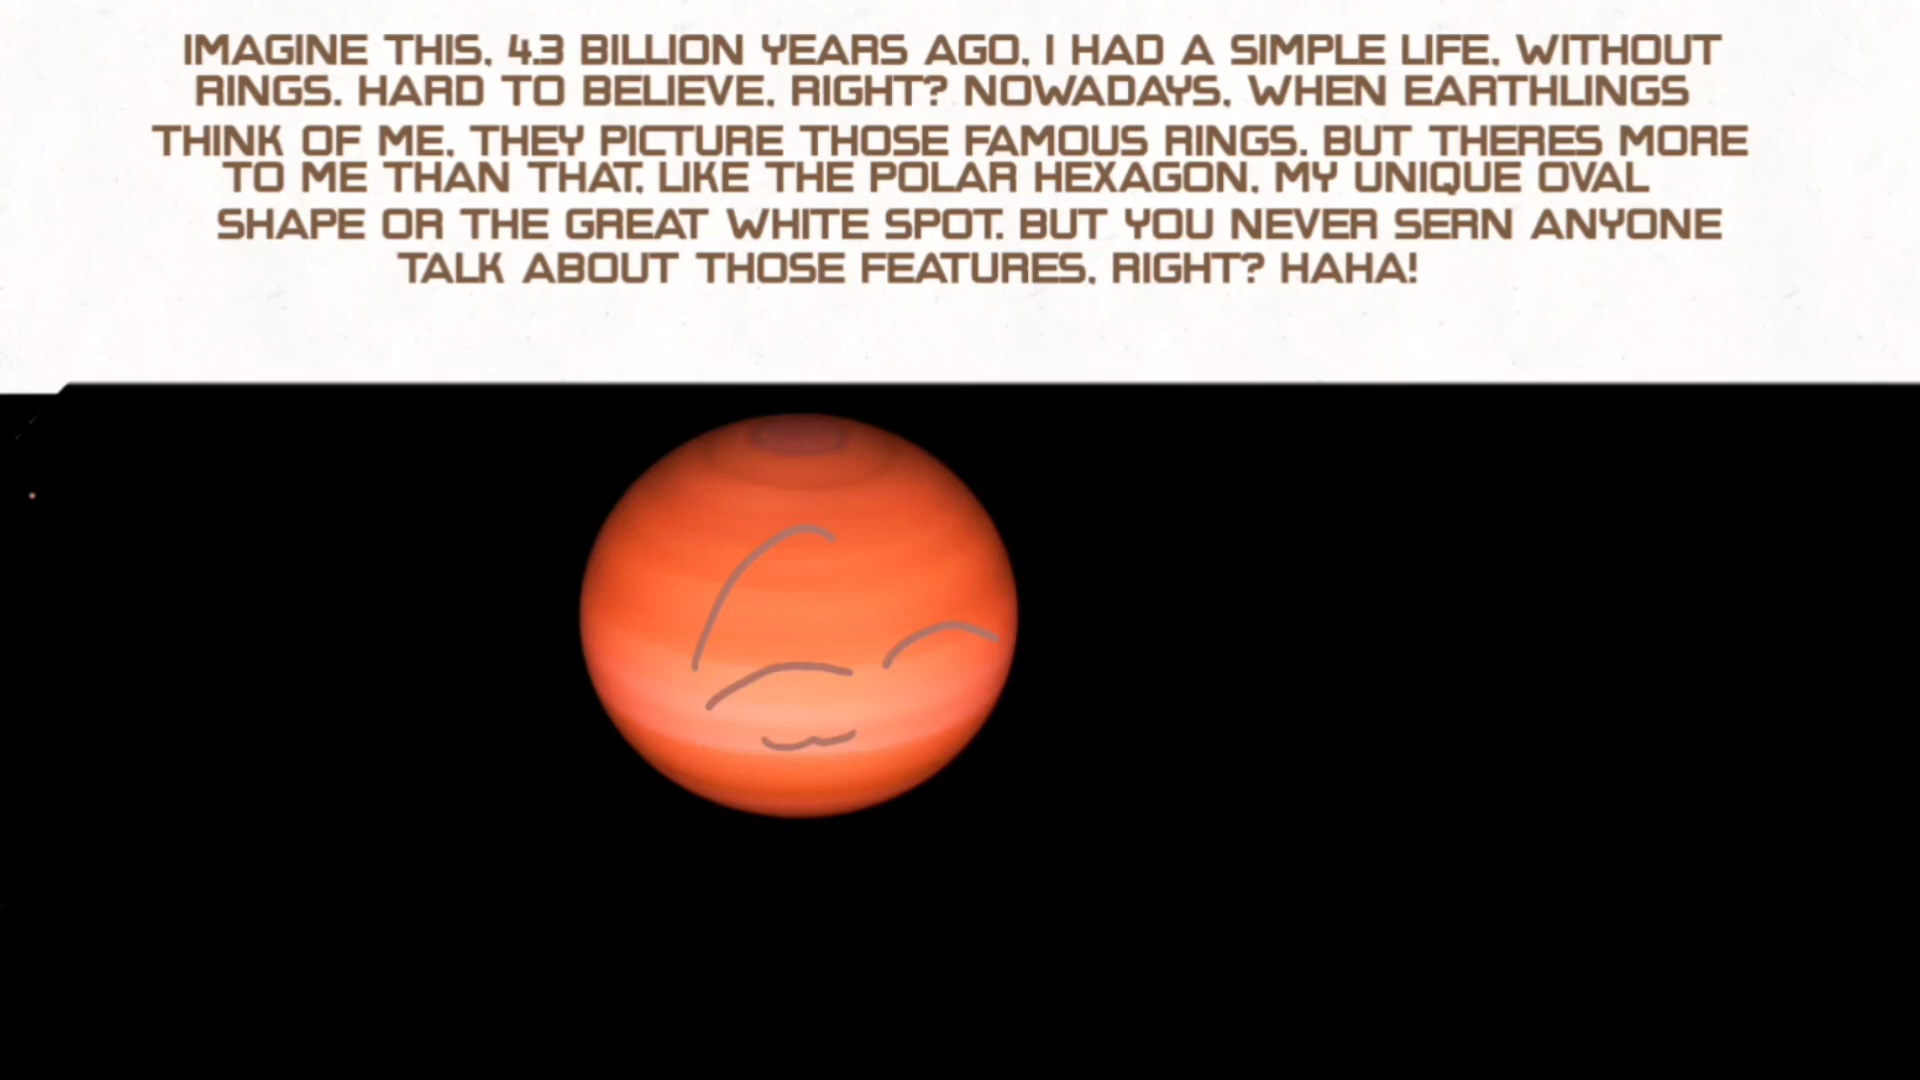 IMAGINE THIS, 4.3 BILLION YEARS AGO, I HAD A SIMPLE LIFE, WITHOUT
RINGS. HARD TO BELIEVE, RIGHT? NOWADAYS, WHEN EARTHLINGS
THINK OF ME, THEY PICTURE THOSE FAMOUS RINGS. BUT THERES MORE
TO ME THAN THAT, LIKE THE POLAR HEXAGON, MY UNIQUE OVAL
SHAPE OR THE GREAT WHITE SPOT. BUT YOU NEVER SERN ANYONE
TALK ABOUT THOSE FEATURES, RIGHT? HAHA!